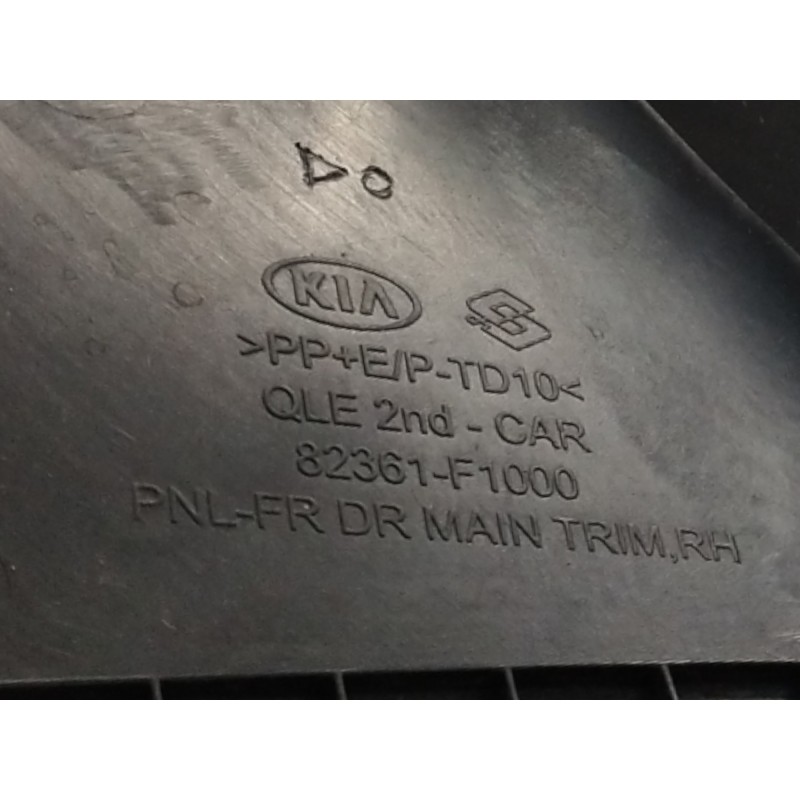 KIA
>PP+E/P-TD10<
QLE 2nd - CAR
82361-F1000
PNL-FR DR MAIN TRIM,RH